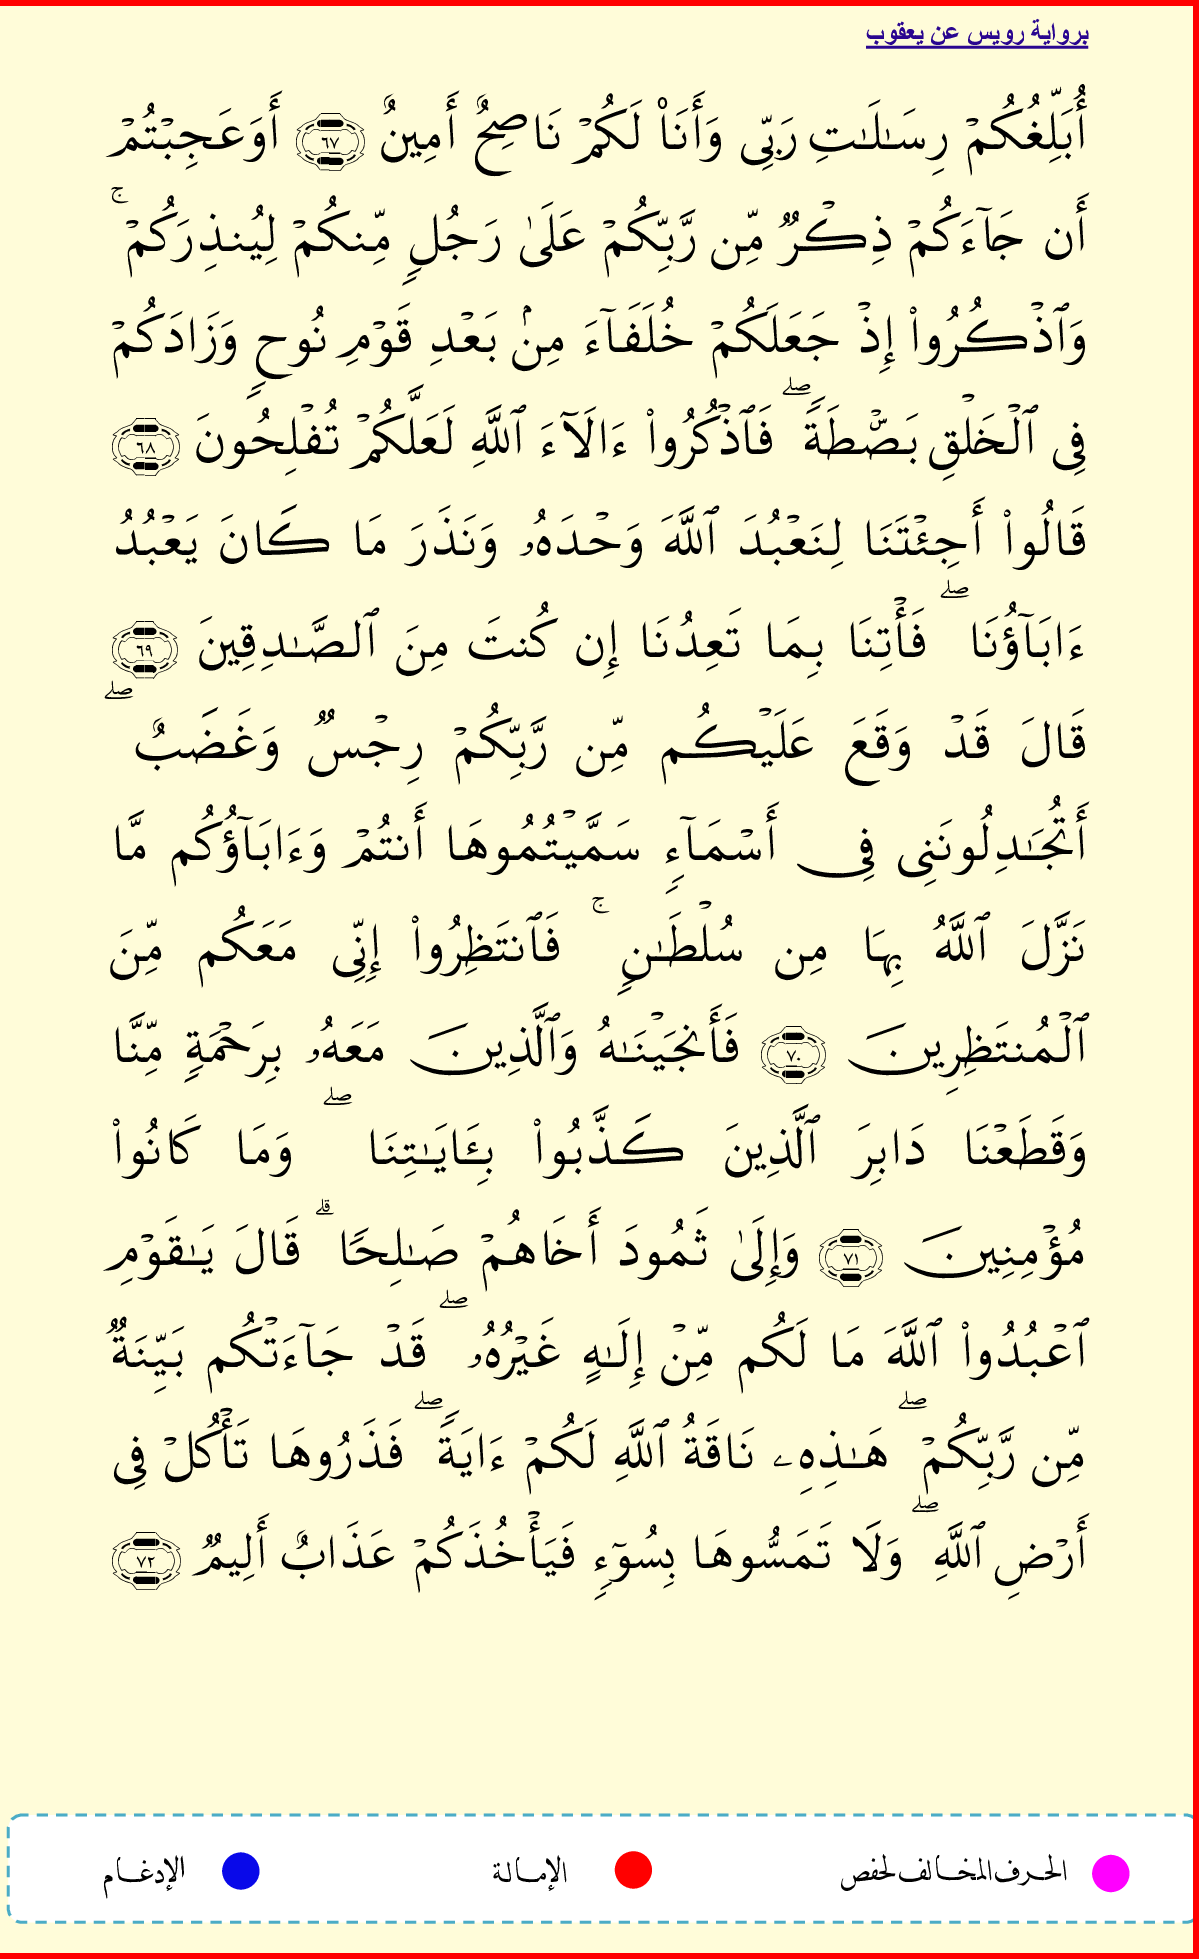 برواية رويس عن يعقوب
أُبَلِّغُكُمْ رِسَـٰلَـٰتِ رَبِّى وَأَنَا۠ لَكُمْ نَاصِحٌ أَمِينٌ ٦٧ أَوَعَجِبْتُمْ
أَن جَآءَكُمْ ذِكْرٌ مِّن رَّبِّكُمْ عَلَىٰ رَجُلٍ مِّنكُمْ لِيُنذِرَكُمْ ۚ
وَٱذْكُرُوا۟ إِذْ جَعَلَكُمْ خُلَفَآءَ مِنۢ بَعْدِ قَوْمِ نُوحٍ وَزَادَكُمْ
فِى ٱلْخَلْقِ بَصْۜطَةً ۖ فَٱذْكُرُوا۟ ءَالَآءَ ٱللَّهِ لَعَلَّكُمْ تُفْلِحُونَ ٦٨
قَالُوا۟ أَجِئْتَنَا لِنَعْبُدَ ٱللَّهَ وَحْدَهُۥ وَنَذَرَ مَا كَانَ يَعْبُدُ
ءَابَآؤُنَا ۖ فَأْتِنَا بِمَا تَعِدُنَا إِن كُنتَ مِنَ ٱلصَّـٰدِقِينَ ٦٩
قَالَ قَدْ وَقَعَ عَلَيْكُم مِّن رَّبِّكُمْ رِجْسٌ وَغَضَبٌ ۖ
أَتُجَـٰدِلُونَنِى فِى أَسْمَآءٍ سَمَّيْتُمُوهَا أَنتُمْ وَءَابَآؤُكُم مَّا
نَزَّلَ ٱللَّهُ بِهَا مِن سُلْطَـٰنٍ ۚ فَٱنتَظِرُوا۟ إِنِّى مَعَكُم مِّنَ
ٱلْمُنتَظِرِينَ ٧٠ فَأَنجَيْنَـٰهُ وَٱلَّذِينَ مَعَهُۥ بِرَحْمَةٍ مِّنَّا
وَقَطَعْنَا دَابِرَ ٱلَّذِينَ كَذَّبُوا۟ بِـَٔايَـٰتِنَا ۖ وَمَا كَانُوا۟
مُؤْمِنِينَ ٧١ وَإِلَىٰ ثَمُودَ أَخَاهُمْ صَـٰلِحًا ۗ قَالَ يَـٰقَوْمِ
ٱعْبُدُوا۟ ٱللَّهَ مَا لَكُم مِّنْ إِلَـٰهٍ غَيْرُهُۥ ۖ قَدْ جَآءَتْكُم بَيِّنَةٌ
مِّن رَّبِّكُمْ ۖ هَـٰذِهِۦ نَاقَةُ ٱللَّهِ لَكُمْ ءَايَةً ۖ فَذَرُوهَا تَأْكُلْ فِى
أَرْضِ ٱللَّهِ ۖ وَلَا تَمَسُّوهَا بِسُوٓءٍ فَيَأْخُذَكُمْ عَذَابٌ أَلِيمٌ ٧٢
الحرف المخالف لحفص الإمالة الإدغام